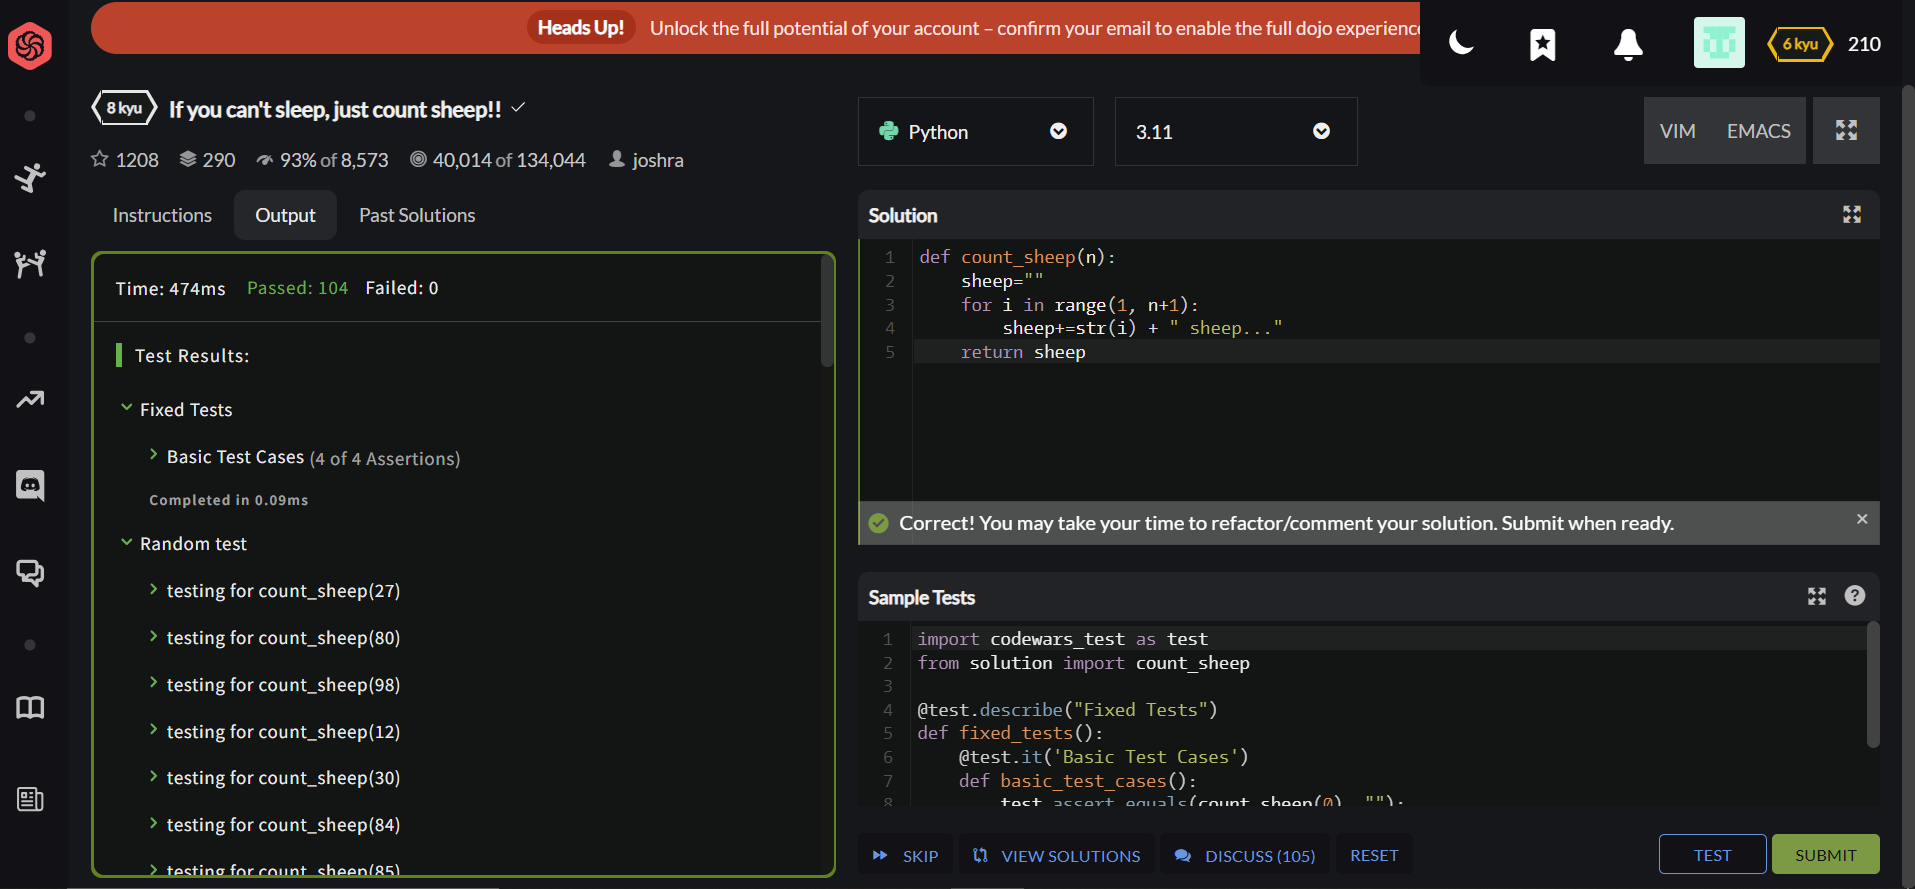 Heads Up! Unlock the full potential of your account – confirm your email to enable the full dojo experience
6 kyu 210
8 kyu If you can't sleep, just count sheep!!
1208 290 93% of 8,573 40,014 of 134,044 joshra
Instructions Output Past Solutions
Time: 474ms Passed: 104 Failed: 0
Test Results:
Fixed Tests
Basic Test Cases (4 of 4 Assertions)
Completed in 0.09ms
Random test
testing for count_sheep(27)
testing for count_sheep(80)
testing for count_sheep(98)
testing for count_sheep(12)
testing for count_sheep(30)
testing for count_sheep(84)
testing for count_sheep(85)
Python 3.11 VIM EMACS
Solution
1 def count_sheep(n):
2 sheep=""
3 for i in range(1, n+1):
4 sheep+=str(i) + " sheep..."
5 return sheep
Correct! You may take your time to refactor/comment your solution. Submit when ready.
Sample Tests
1 import codewars_test as test
2 from solution import count_sheep
3
4 @test.describe("Fixed Tests")
5 def fixed_tests():
6 @test.it('Basic Test Cases')
7 def basic_test_cases():
8 test.assert_equals(count_sheep(0), "");
SKIP VIEW SOLUTIONS DISCUSS (105) RESET TEST SUBMIT